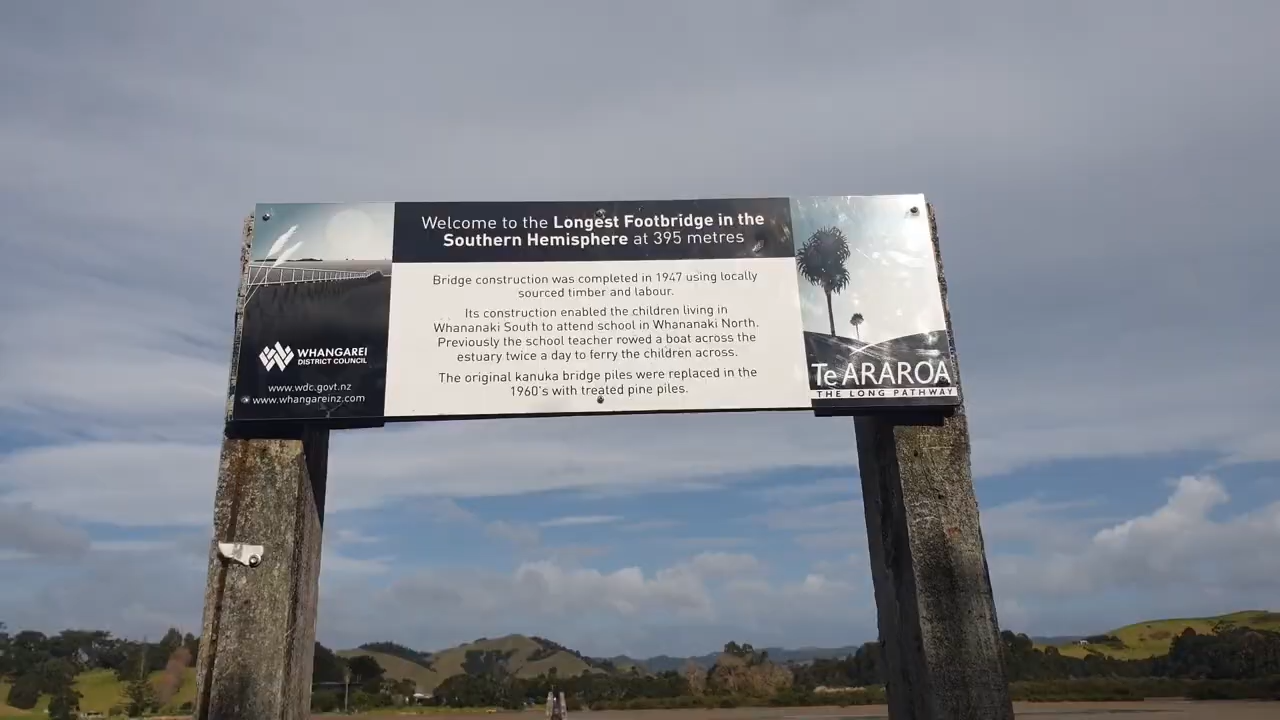 Welcome to the Longest Footbridge in the
Southern Hemisphere at 395 metres
Bridge construction was completed in 1947 using locally
sourced timber and labour.
Its construction enabled the children living in
Whananaki South to attend school in Whananaki North.
Previously the school teacher rowed a boat across the
estuary twice a day to ferry the children across.
The original kanuka bridge piles were replaced in the
1960's with treated pine piles.
WHANGAREI
DISTRICT COUNCIL
www.wdc.govt.nz
www.whangareinz.com
Te ARAROA
THE LONG PATHWAY